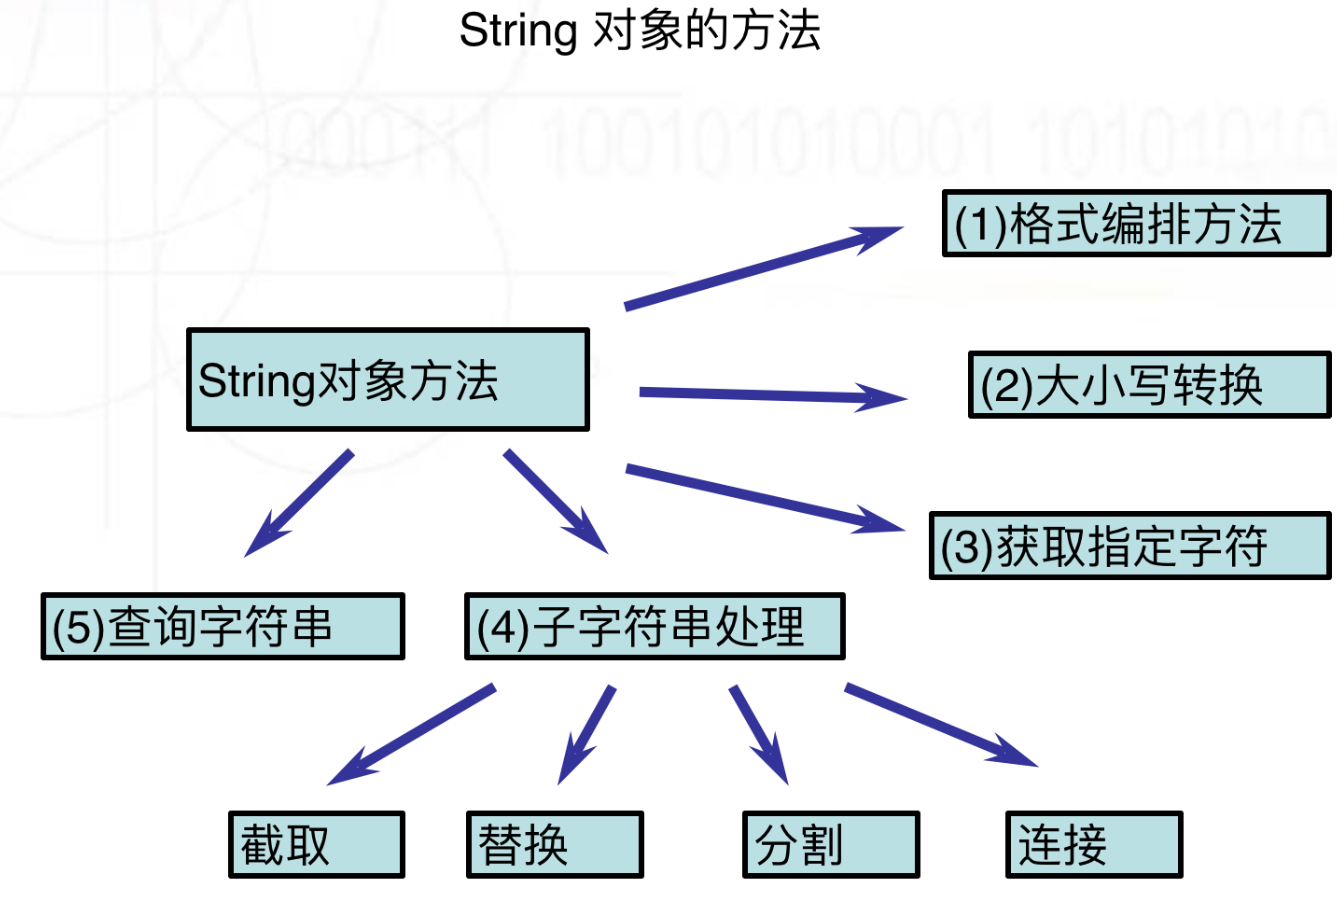 String 对象的方法
000111 100101010001 10101010
(1)格式编排方法
String对象方法
(2)大小写转换
(3)获取指定字符
(5)查询字符串
(4)子字符串处理
截取
替换
分割
连接